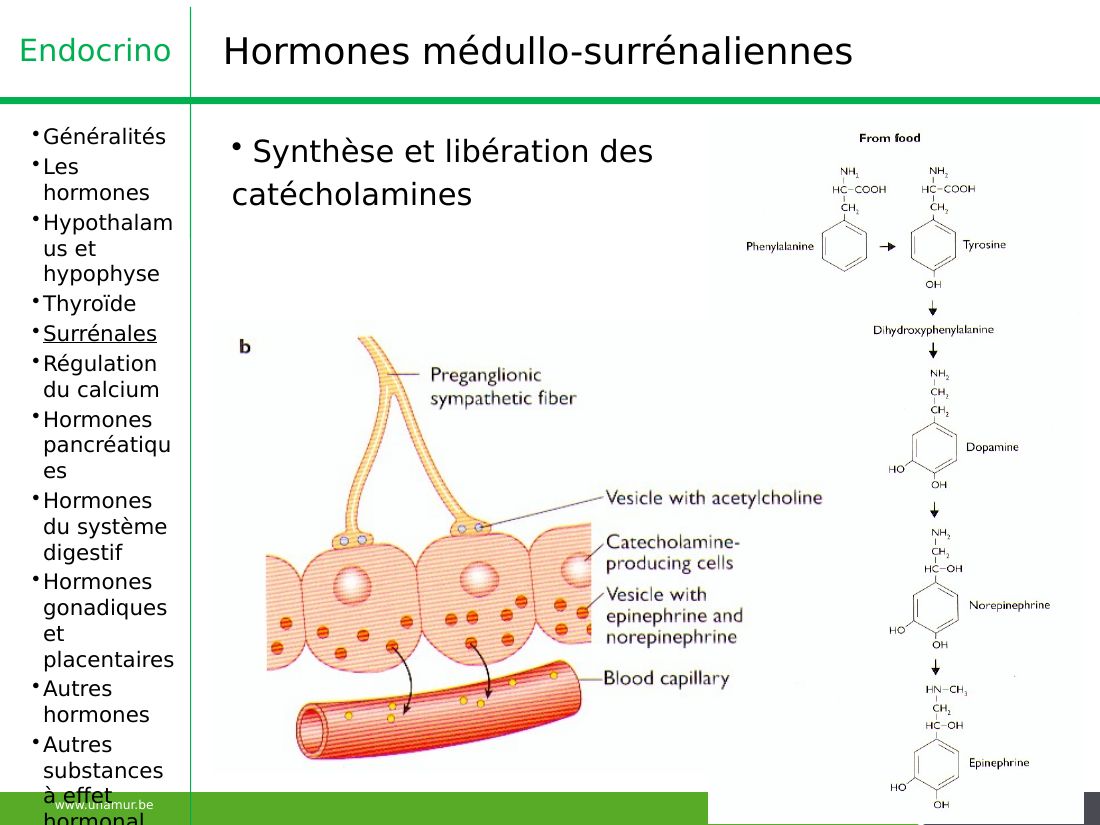 Endocrino
Hormones médullo-surrénaliennes
•Généralités
•Les
hormones
•Hypothalam
us et
hypophyse
•Thyroïde
•Surrénales
•Régulation
du calcium
•Hormones
pancréatiqu
es
•Hormones
du système
digestif
•Hormones
gonadiques
et
placentaires
•Autres
hormones
•Autres
substances
à effet
hormonal
www.unamur.be
• Synthèse et libération des
catécholamines
b
Preganglionic
sympathetic fiber
Vesicle with acetylcholine
Catecholamine-
producing cells
Vesicle with
epinephrine and
norepinephrine
Blood capillary
From food
NH2
HC-COOH
CH2
Phenylalanine
NH2
HC-COOH
CH2
Tyrosine
OH
Dihydroxyphenylalanine
NH2
CH2
CH2
Dopamine
HO
OH
NH2
CH2
HC-OH
Norepinephrine
HO
OH
HN-CH3
CH2
HC-OH
Epinephrine
HO
OH